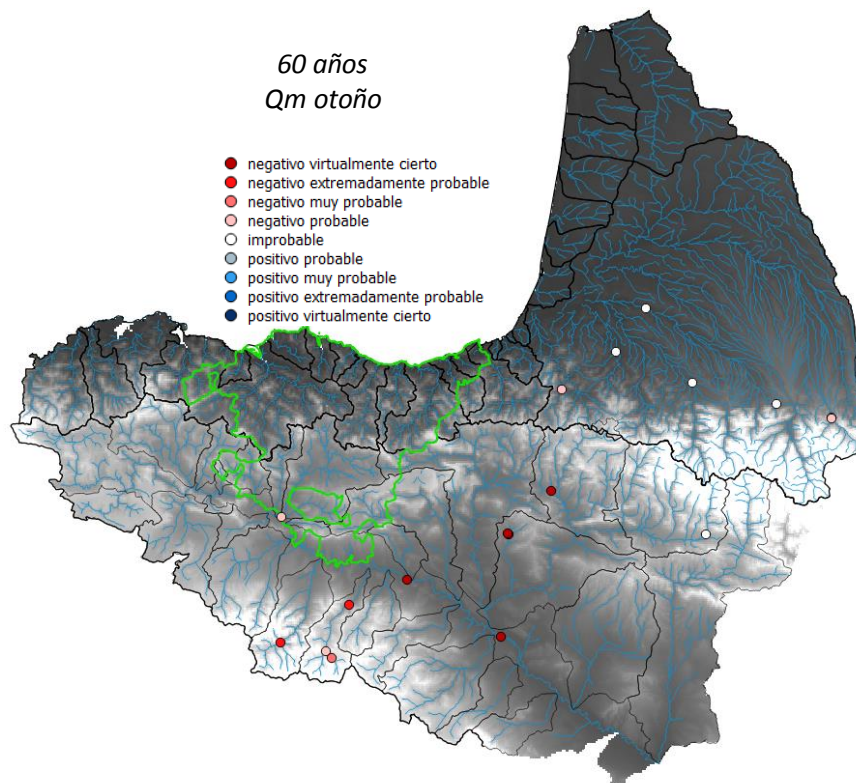 60 años
Qm otoño
negativo virtualmente cierto
negativo extremadamente probable
negativo muy probable
negativo probable
improbable
positivo probable
positivo muy probable
positivo extremadamente probable
positivo virtualmente cierto